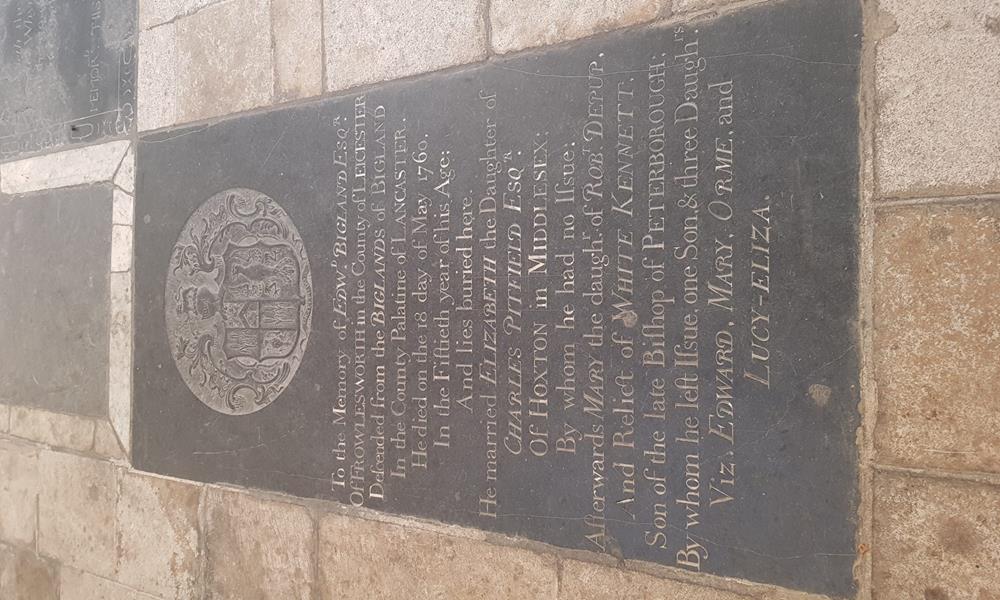 To the Memory of EDWD. BIGLAND ESQR.
Of FROWLESWORTH in the County of LEICESTER
Deſcended from the BIGLANDS of BIGLAND
In the County Palatine of LANCASTER.
He died on the 18 day of May 1760.
In the Fiftieth year of his Age;
And lies buried here.
He married ELIZABETH the Daughter of
CHARLES PITFIELD ESQR.
Of HOXTON in MIDDLESEX:
By whom he had no Iſsue.
Afterwards MARY the daughr. of ROBT. DEPUP,
And Relict of WHITE KENNETT,
Son of the late Biſhop of PETERBOROUGH;
By whom he left Iſsue, one Son, & three Daughrs.
Viz. EDWARD, MARY, ORME, and
LUCY-ELIZA.